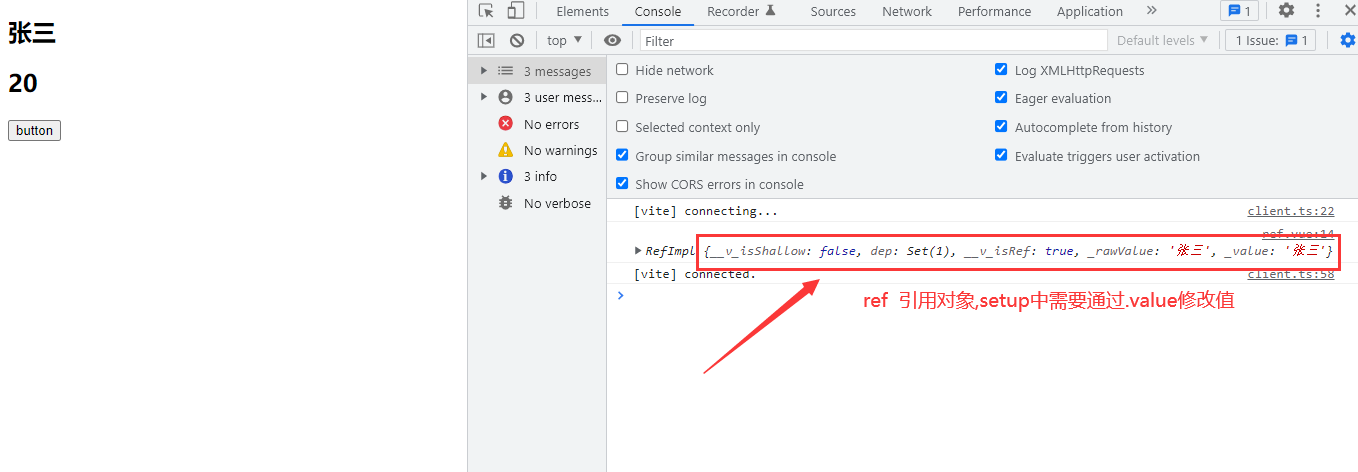 张三
20
button
Elements Console Recorder Sources Network Performance Application » 1
top Filter Default levels 1 Issue: 1
3 messages
3 user mess...
No errors
No warnings
3 info
No verbose
Hide network
Log XMLHttpRequests
Preserve log
Eager evaluation
Selected context only
Autocomplete from history
Group similar messages in console
Evaluate triggers user activation
Show CORS errors in console
[vite] connecting... client.ts:22
ref.vue:14
RefImpl {__v_isShallow: false, dep: Set(1), __v_isRef: true, _rawValue: '张三', _value: '张三'}
[vite] connected. client.ts:58
ref 引用对象,setup中需要通过.value修改值